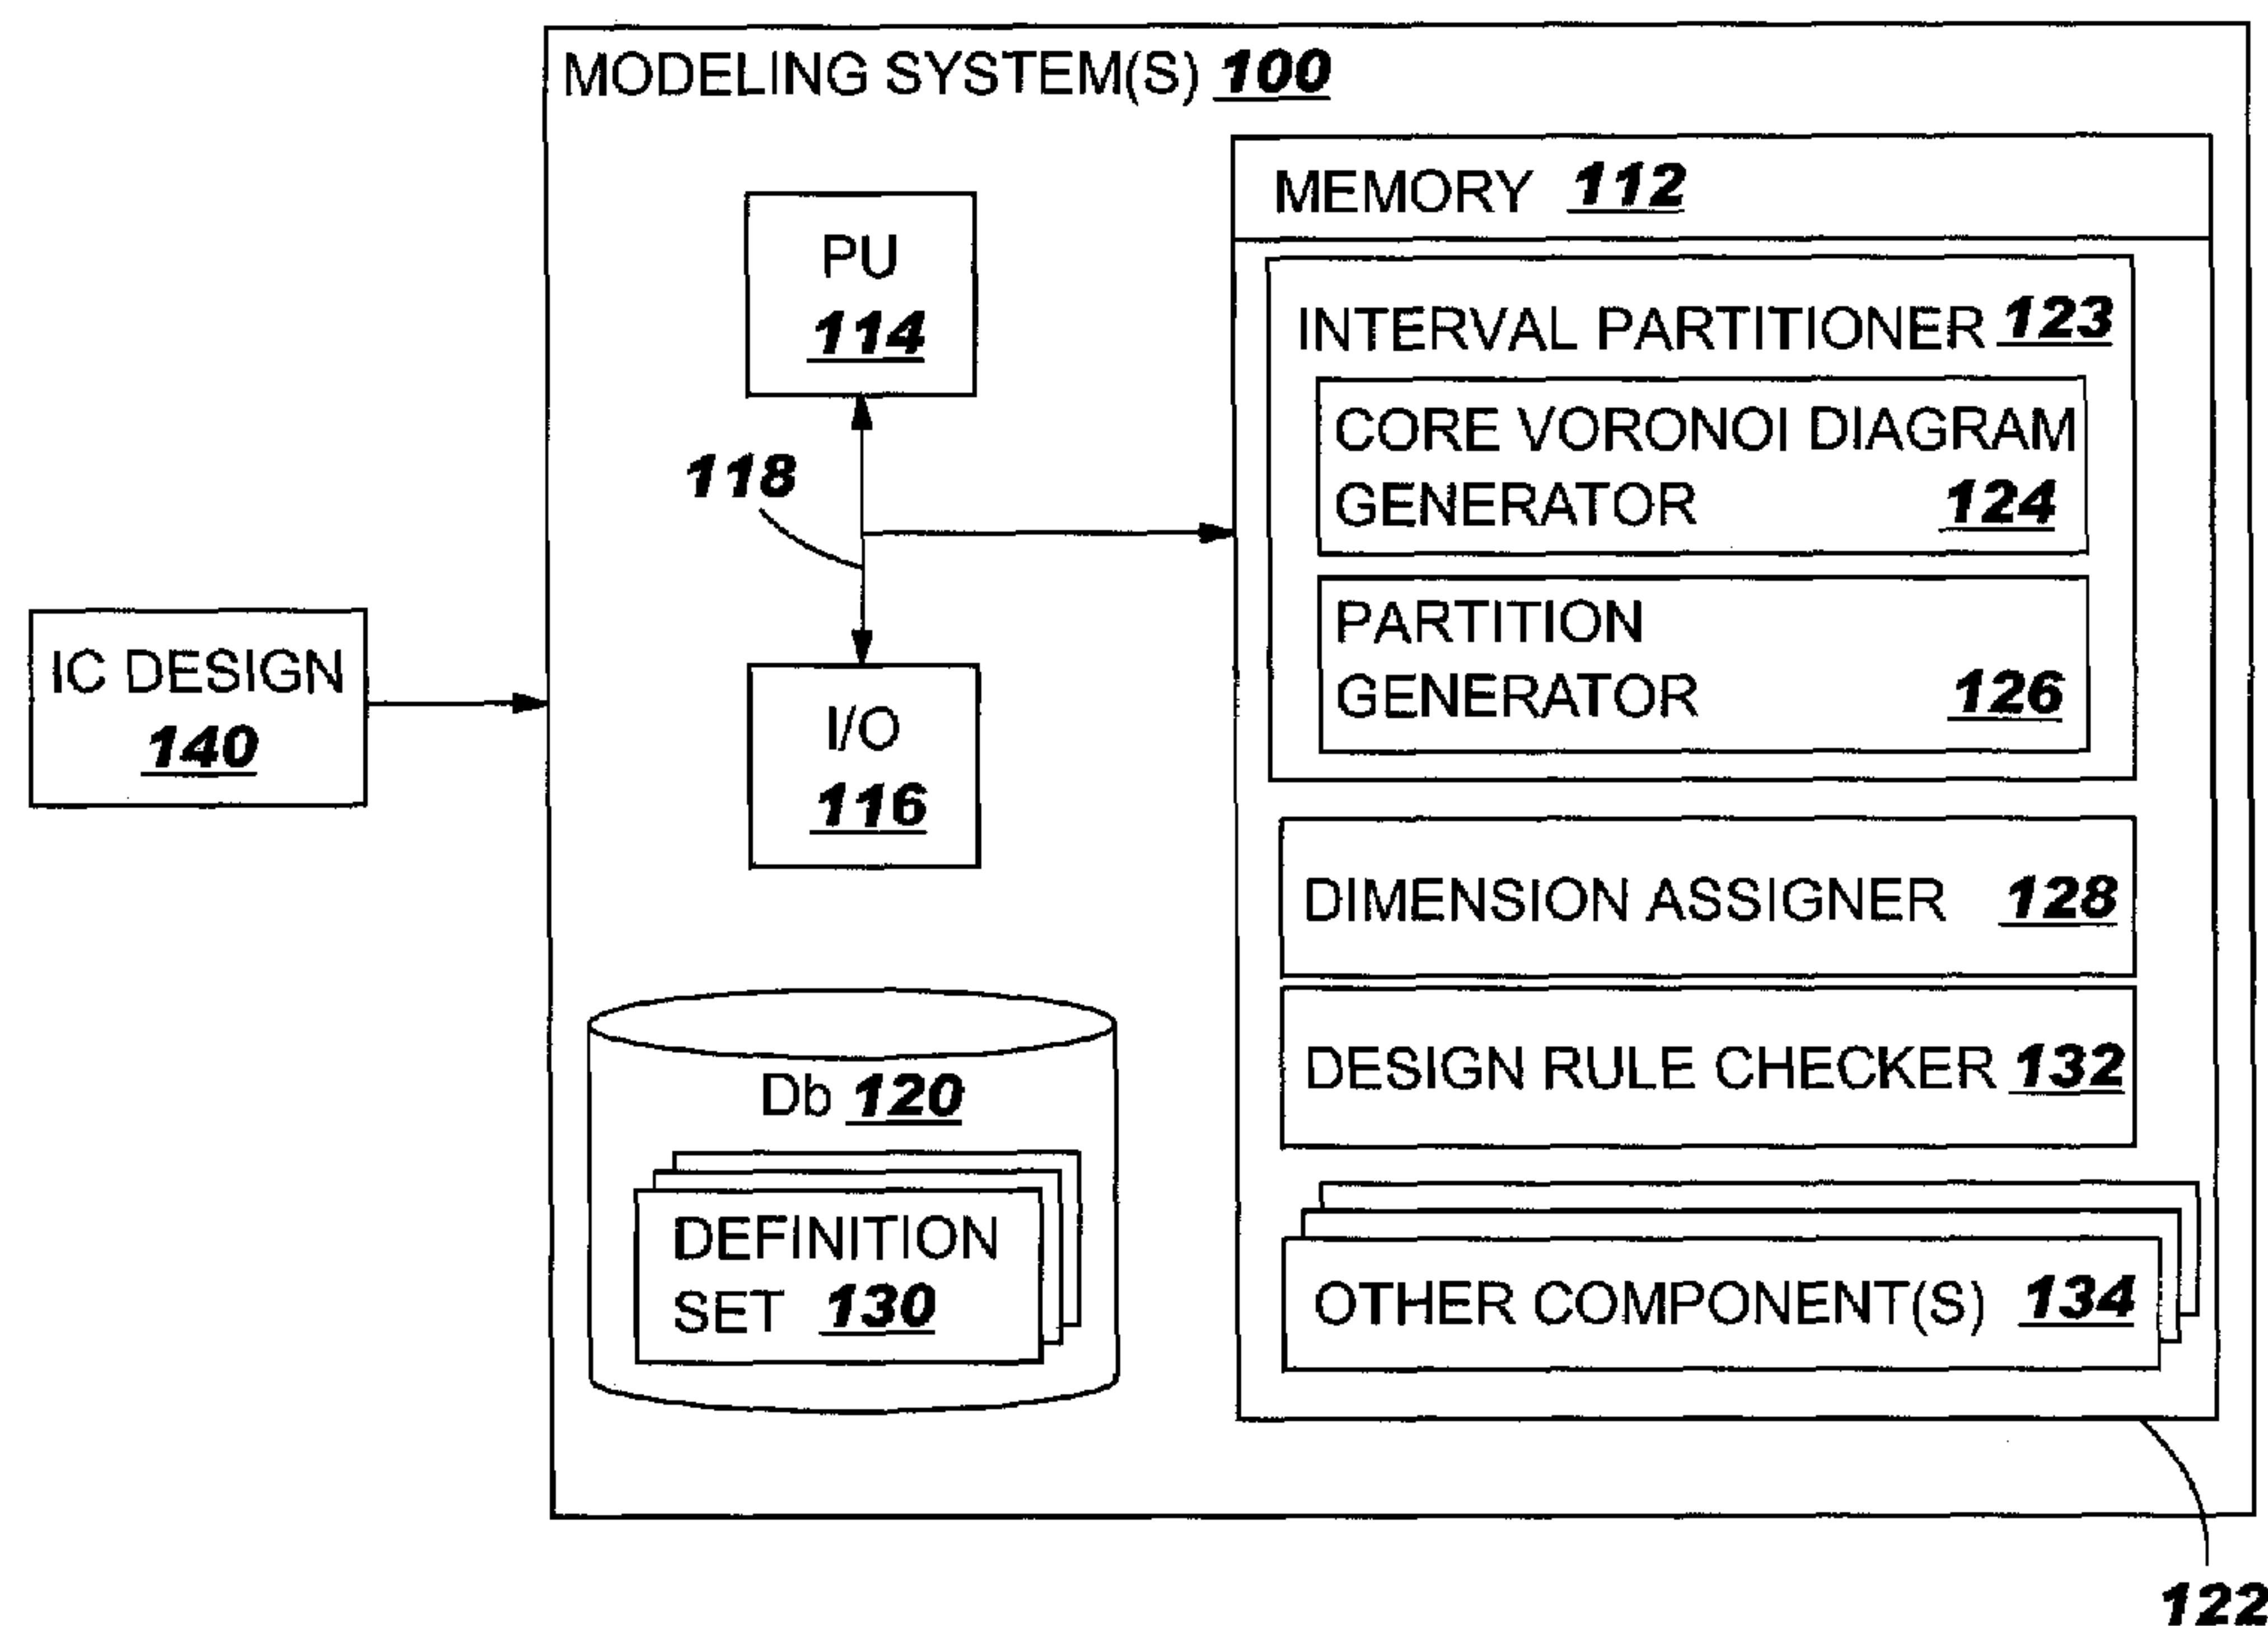 MODELING SYSTEM(S) 100
MEMORY 112
PU
114
INTERVAL PARTITIONER 123
CORE VORONOI DIAGRAM
GENERATOR 124
118
PARTITION
GENERATOR 126
IC DESIGN
140
I/O
116
DIMENSION ASSIGNER 128
DESIGN RULE CHECKER 132
Db 120
DEFINITION
SET 130
OTHER COMPONENT(S) 134
122